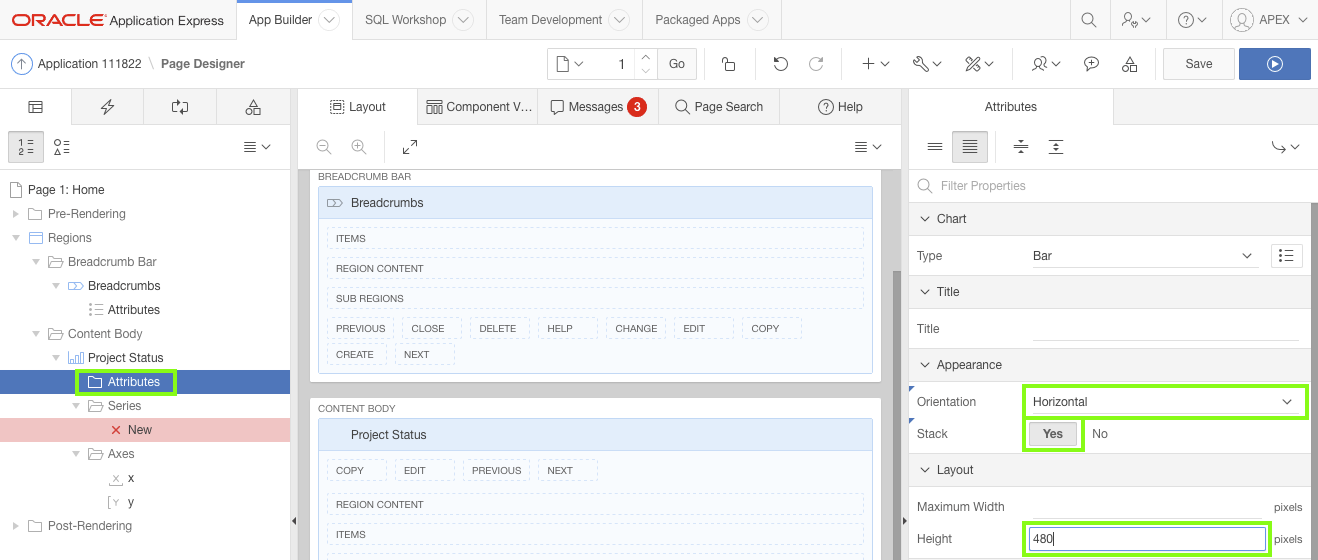 ORACLE Application Express App Builder SQL Workshop Team Development Packaged Apps APEX
Application 111822 \ Page Designer 1 Go Save
Layout Component V... Messages 3 Page Search Help Attributes
Page 1: Home
Pre-Rendering
Regions
Breadcrumb Bar
Breadcrumbs
Attributes
Content Body
Project Status
Attributes
Series
New
Axes
x
y
Post-Rendering
BREADCRUMB BAR
Breadcrumbs
ITEMS
REGION CONTENT
SUB REGIONS
PREVIOUS CLOSE DELETE HELP CHANGE EDIT COPY
CREATE NEXT
CONTENT BODY
Project Status
COPY EDIT PREVIOUS NEXT
REGION CONTENT
ITEMS
Filter Properties
Chart
Type Bar
Title
Title
Appearance
Orientation Horizontal
Stack Yes No
Layout
Maximum Width pixels
Height 480 pixels